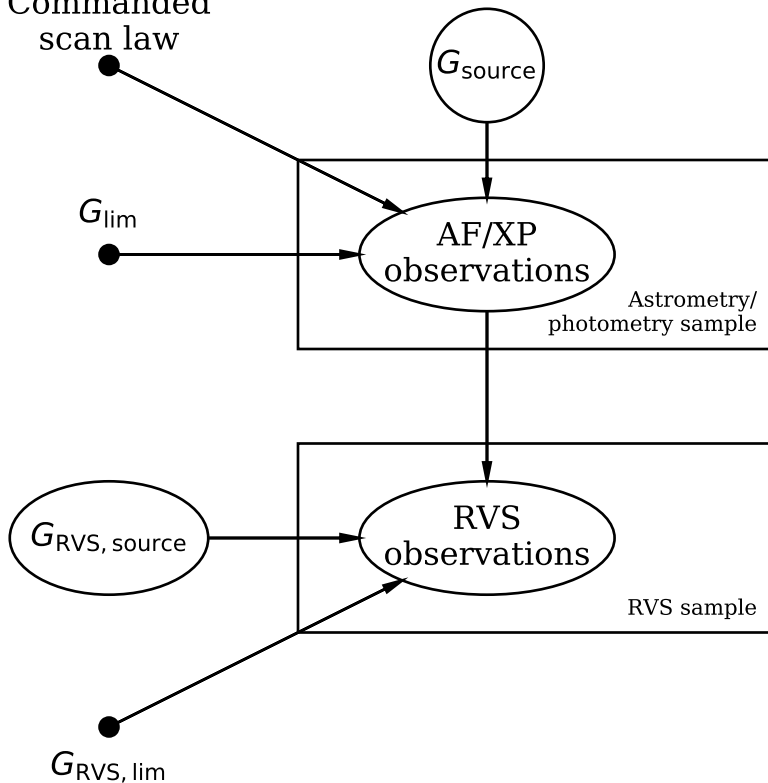 Commanded
scan law
G_source
G_lim
AF/XP
observations
Astrometry/
photometry sample
G_RVS, source
RVS
observations
RVS sample
G_RVS, lim